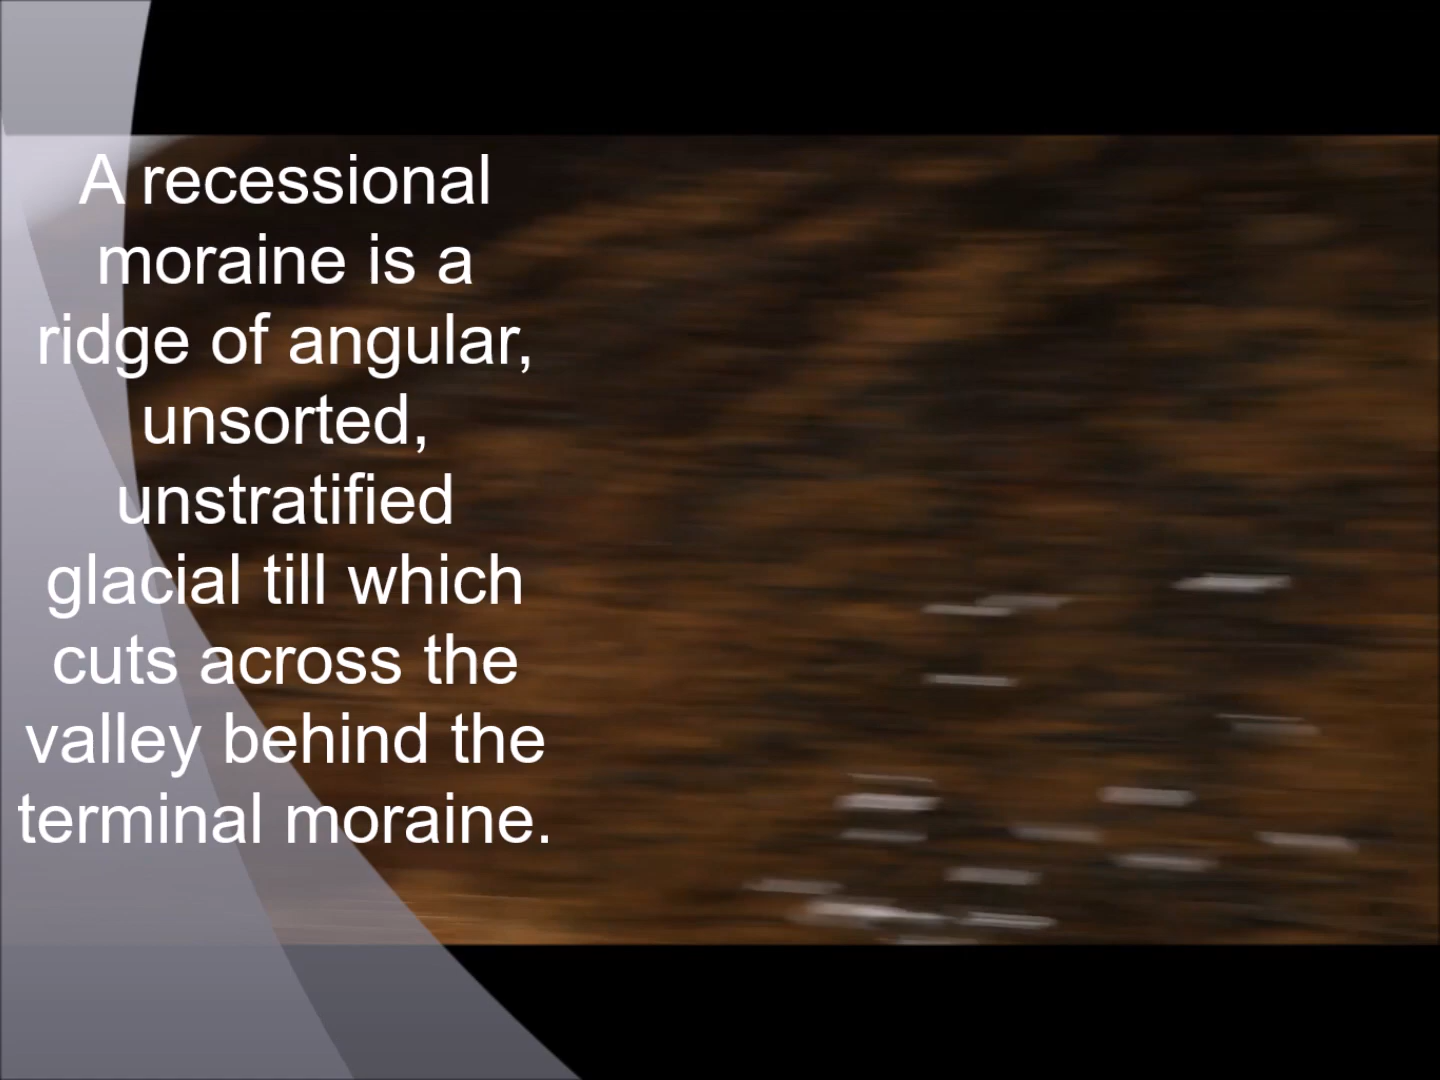 A recessional
moraine is a
ridge of angular,
unsorted,
unstratified
glacial till which
cuts across the
valley behind the
terminal moraine.